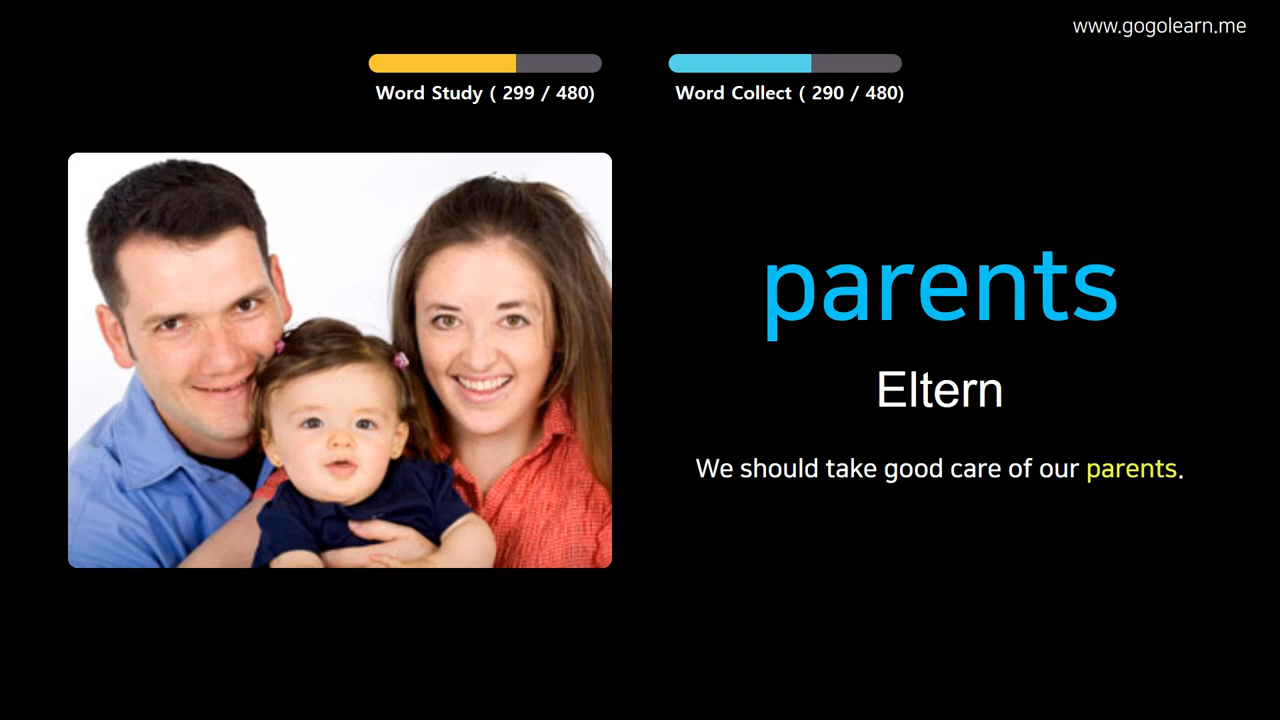 www.gogolearn.me
Word Study ( 299 / 480)
Word Collect ( 290 / 480)
parents
Eltern
We should take good care of our parents.